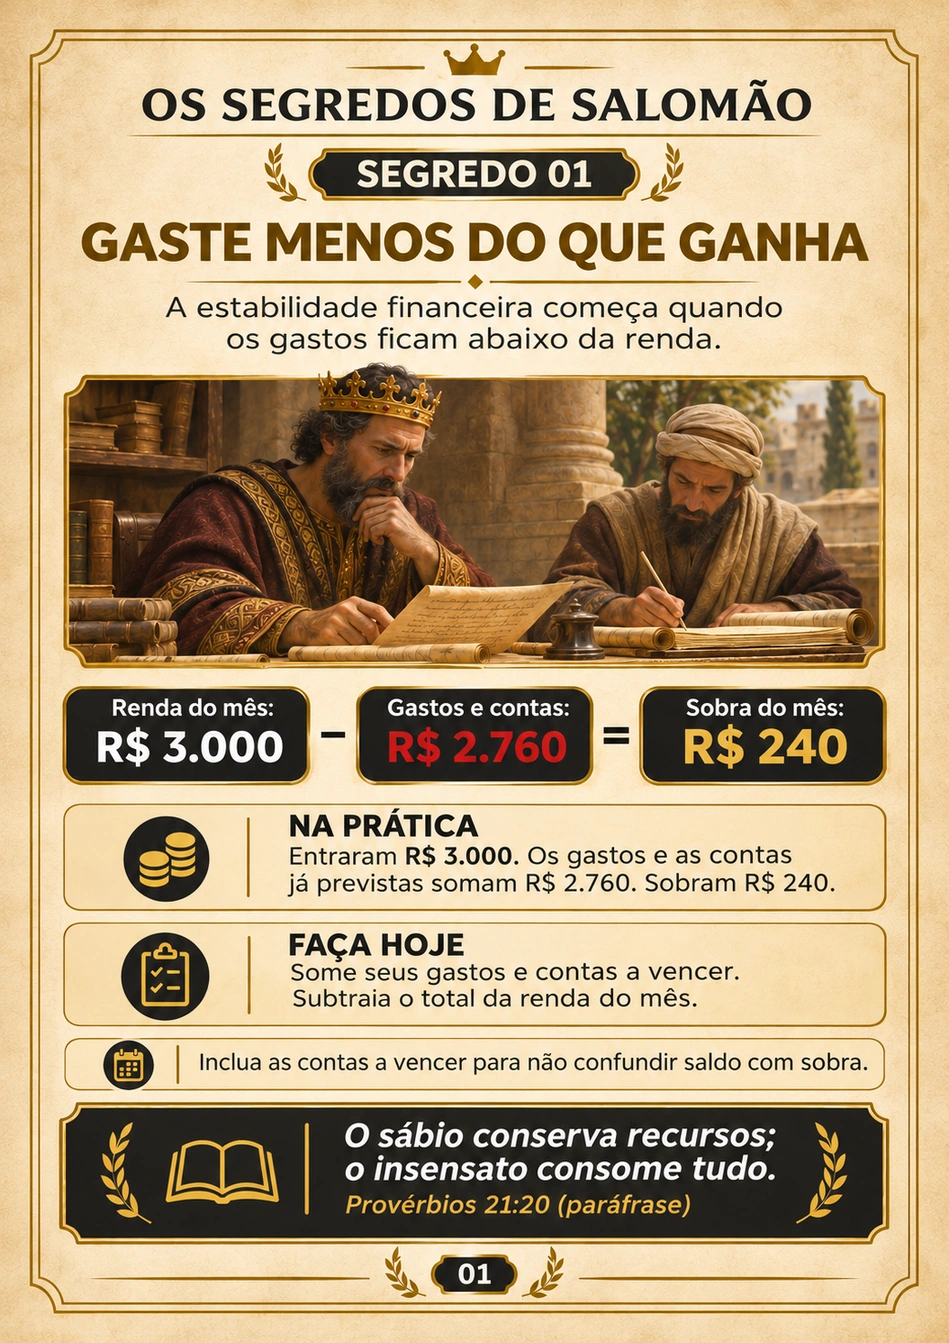 OS SEGREDOS DE SALOMÃO
SEGREDO 01
GASTE MENOS DO QUE GANHA
A estabilidade financeira começa quando
os gastos ficam abaixo da renda.
Renda do mês:
R$ 3.000
–
Gastos e contas:
R$ 2.760
=
Sobra do mês:
R$ 240
NA PRÁTICA
Entraram R$ 3.000. Os gastos e as contas
já previstas somam R$ 2.760. Sobram R$ 240.
FAÇA HOJE
Some seus gastos e contas a vencer.
Subtraia o total da renda do mês.
Inclua as contas a vencer para não confundir saldo com sobra.
O sábio conserva recursos;
o insensato consome tudo.
Provérbios 21:20 (paráfrase)
01